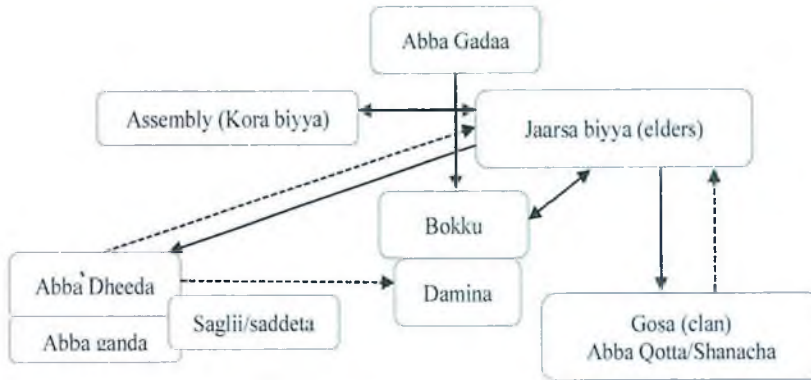 Abba Gadaa
Assembly (Kora biyya)
Jaarsa biyya (elders)
Bokku
Abba`Dheeda
Damina
Saglii/saddeta
Abba ganda
Gosa (clan)
Abba Qotta/Shanacha